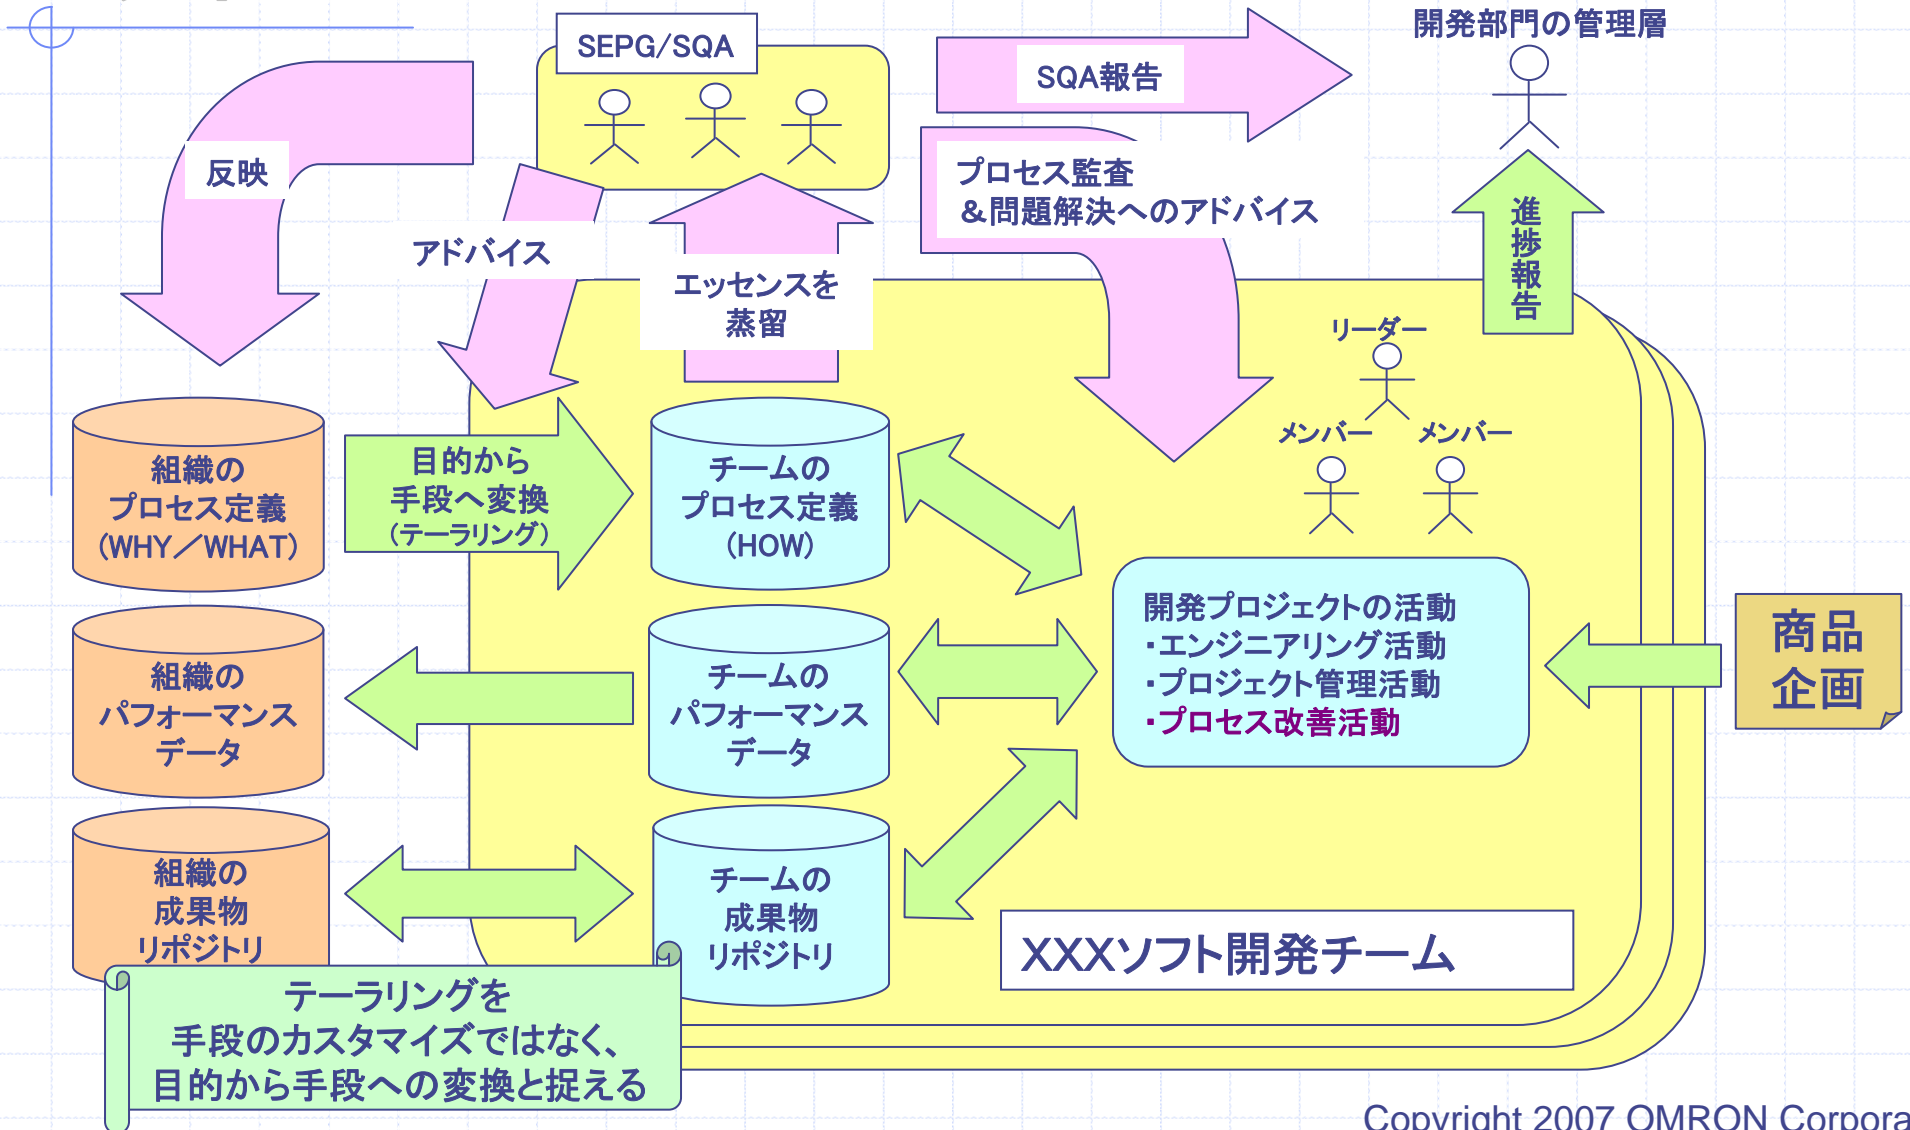 SEPG/SQA
開発部門の管理層
SQA報告
反映
プロセス監査
&問題解決へのアドバイス
アドバイス
進捗報告
エッセンスを
蒸留
リーダー
メンバー
メンバー
組織の
プロセス定義
(WHY/WHAT)
目的から
手段へ変換
(テーラリング)
チームの
プロセス定義
(HOW)
開発プロジェクトの活動
・エンジニアリング活動
・プロジェクト管理活動
・プロセス改善活動
商品
企画
組織の
パフォーマンス
データ
チームの
パフォーマンス
データ
組織の
成果物
リポジトリ
チームの
成果物
リポジトリ
XXXソフト開発チーム
テーラリングを
手段のカスタマイズではなく、
目的から手段への変換と捉える
Copyright 2007 OMRON Corpora